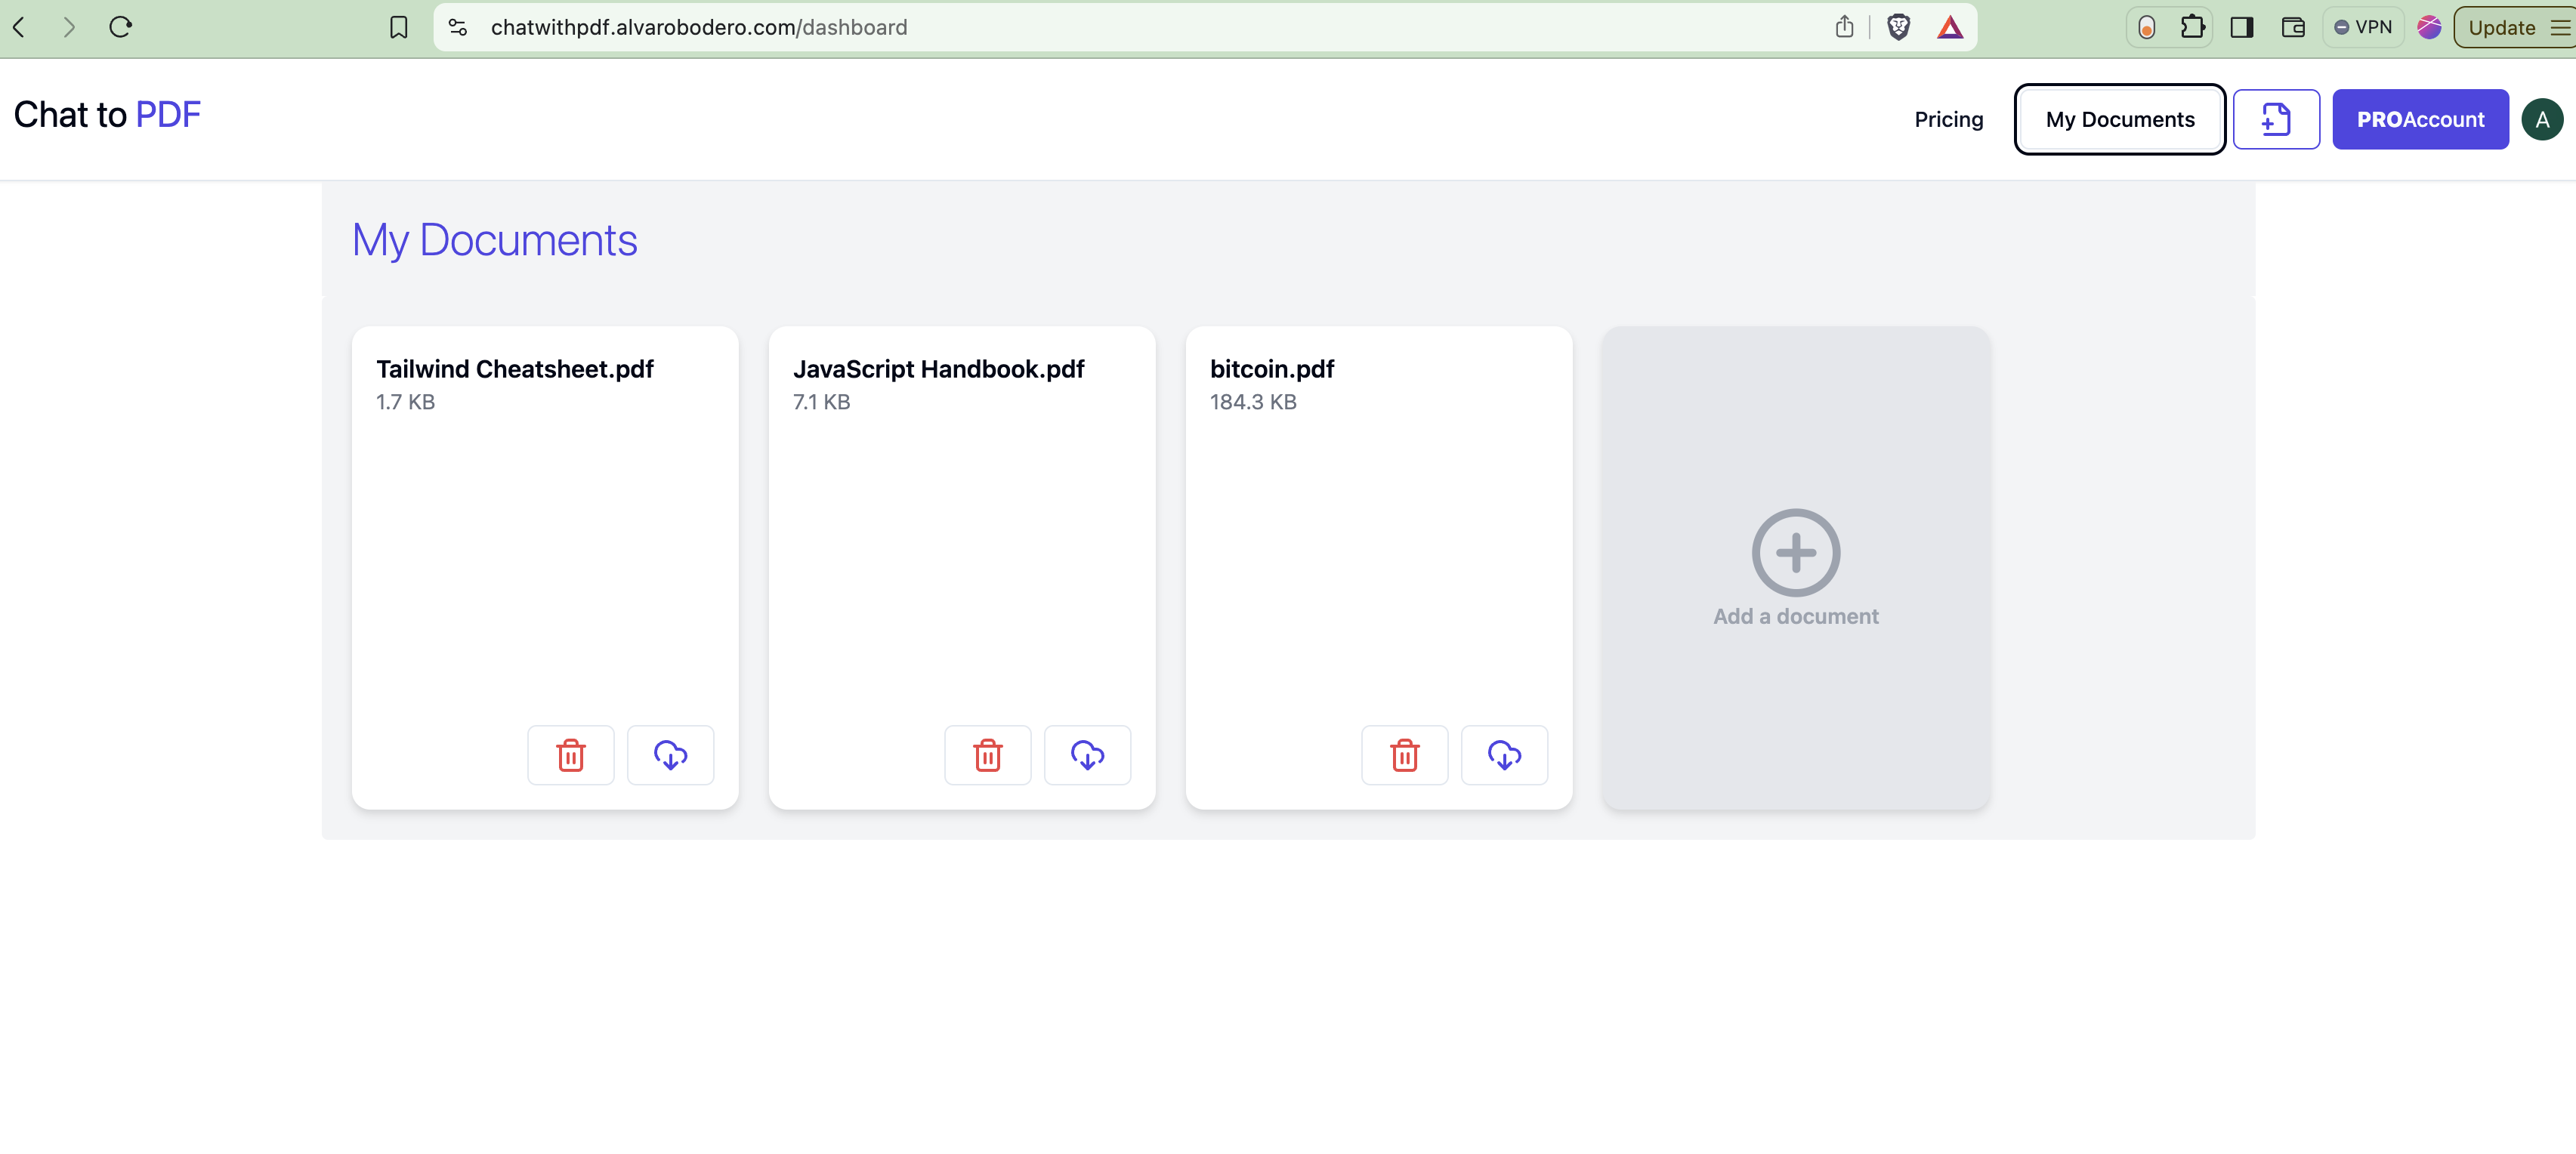 chatwithpdf.alvarobodero.com/dashboard
VPN
Update
Chat to PDF
Pricing
My Documents
PROAccount
A
My Documents
Tailwind Cheatsheet.pdf
1.7 KB
JavaScript Handbook.pdf
7.1 KB
bitcoin.pdf
184.3 KB
Add a document